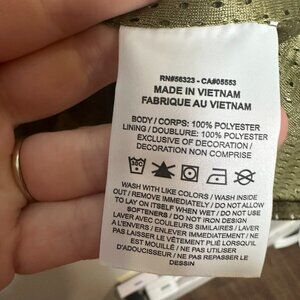 RN#56323 - CA#05553
MADE IN VIETNAM
FABRIQUE AU VIETNAM
BODY / CORPS: 100% POLYESTER
LINING / DOUBLURE: 100% POLYESTER
EXCLUSIVE OF DECORATION /
DECORATION NON COMPRISE
WASH WITH LIKE COLORS / WASH INSIDE
OUT / REMOVE IMMEDIATELY / DO NOT ALLOW
TO LAY ON ITSELF WHEN WET / DO NOT USE
SOFTENERS / DO NOT IRON DESIGN
LAVER AVEC COULEURS SIMILAIRES / LAVER
A L'ENVERS / ENLEVER IMMEDIATEMENT / NE
PAS LAISSER LE VÊTEMENT PLIÉ LORSQU'IL
EST MOUILLÉ / NE PAS UTILISER
D'ADOUCISSEUR / NE PAS REPASSER LE
DESSIN